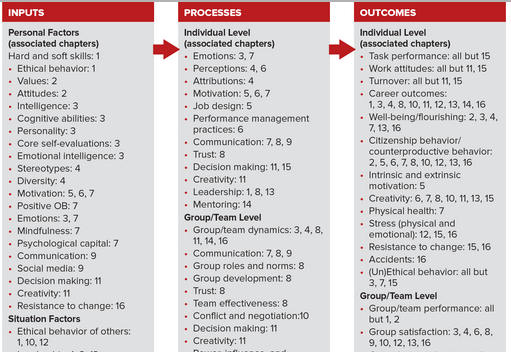 INPUTS
Personal Factors
(associated chapters)
Hard and soft skills: 1
• Ethical behavior: 1
• Values: 2
• Attitudes: 2
• Intelligence: 3
• Cognitive abilities: 3
• Personality: 3
• Core self-evaluations: 3
• Emotional intelligence: 3
• Stereotypes: 4
• Diversity: 4
• Motivation: 5, 6, 7
• Positive OB: 7
• Emotions: 3, 7
• Mindfulness: 7
• Psychological capital: 7
• Communication: 9
• Social media: 9
• Decision making: 11
• Creativity: 11
• Resistance to change: 16
Situation Factors
• Ethical behavior of others:
1, 10, 12
PROCESSES
Individual Level
(associated chapters)
• Emotions: 3, 7
• Perceptions: 4, 6
• Attributions: 4
• Motivation: 5, 6, 7
• Job design: 5
• Performance management
practices: 6
• Communication: 7, 8, 9
• Trust: 8
• Decision making: 11, 15
• Creativity: 11
• Leadership: 1, 8, 13
• Mentoring: 14
Group/Team Level
• Group/team dynamics: 3, 4, 8,
11, 14, 16
• Communication: 7, 8, 9
• Group roles and norms: 8
• Group development: 8
• Trust: 8
• Team effectiveness: 8
• Conflict and negotiation:10
• Decision making: 11
• Creativity: 11
OUTCOMES
Individual Level
(associated chapters)
• Task performance: all but 15
• Work attitudes: all but 11, 15
• Turnover: all but 11, 15
• Career outcomes:
1, 3, 4, 8, 10, 11, 12, 13, 14, 16
• Well-being/flourishing: 2, 3, 4,
7, 13, 16
• Citizenship behavior/
counterproductive behavior:
2, 5, 6, 7, 8, 10, 12, 13, 16
• Intrinsic and extrinsic
motivation: 5
• Creativity: 6, 7, 8, 10, 11, 13, 15
• Physical health: 7
• Stress (physical and
emotional): 12, 15, 16
• Resistance to change: 15, 16
• Accidents: 16
• (Un)Ethical behavior: all but
3, 7, 15
Group/Team Level
• Group/team performance: all
but 1, 2
• Group satisfaction: 3, 4, 6, 8,
9, 10, 12, 13, 16